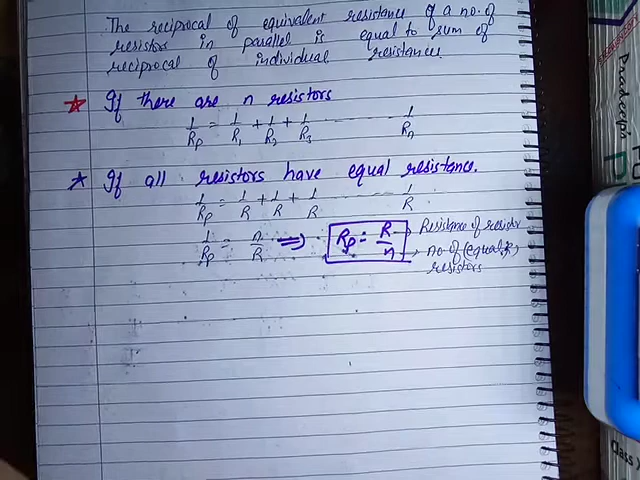 The reciprocal of equivalent resistance of a no. of
resistors in parallel is equal to sum of
reciprocal of individual resistances.
If there are n resistors
1/Rp = 1/R1 + 1/R2 + 1/R3 ------ 1/Rn
If all resistors have equal resistance.
1/Rp = 1/R + 1/R + 1/R ------ 1/R
1/Rp = n/R ⇒ Rp = R/n
→ Resistance of resistor
→ no of (equal R)
resistors
Pradeep's
Class X